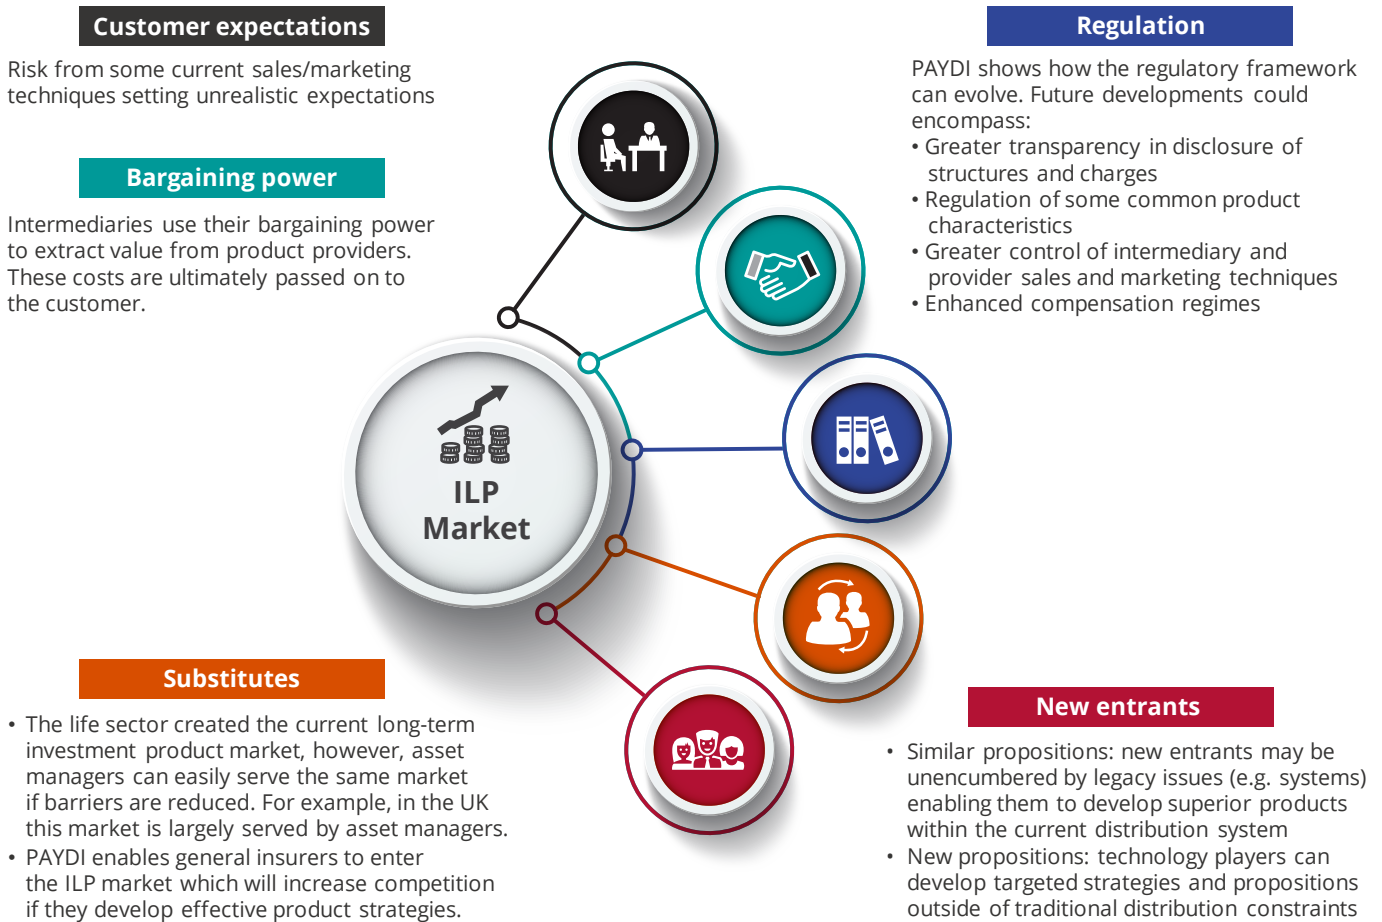 Customer expectations
Risk from some current sales/marketing
techniques setting unrealistic expectations
Bargaining power
Intermediaries use their bargaining power
to extract value from product providers.
These costs are ultimately passed on to
the customer.
Regulation
PAYDI shows how the regulatory framework
can evolve. Future developments could
encompass:
• Greater transparency in disclosure of
structures and charges
• Regulation of some common product
characteristics
• Greater control of intermediary and
provider sales and marketing techniques
• Enhanced compensation regimes
ILP
Market
Substitutes
• The life sector created the current long-term
investment product market, however, asset
managers can easily serve the same market
if barriers are reduced. For example, in the UK
this market is largely served by asset managers.
• PAYDI enables general insurers to enter
the ILP market which will increase competition
if they develop effective product strategies.
New entrants
• Similar propositions: new entrants may be
unencumbered by legacy issues (e.g. systems)
enabling them to develop superior products
within the current distribution system
• New propositions: technology players can
develop targeted strategies and propositions
outside of traditional distribution constraints